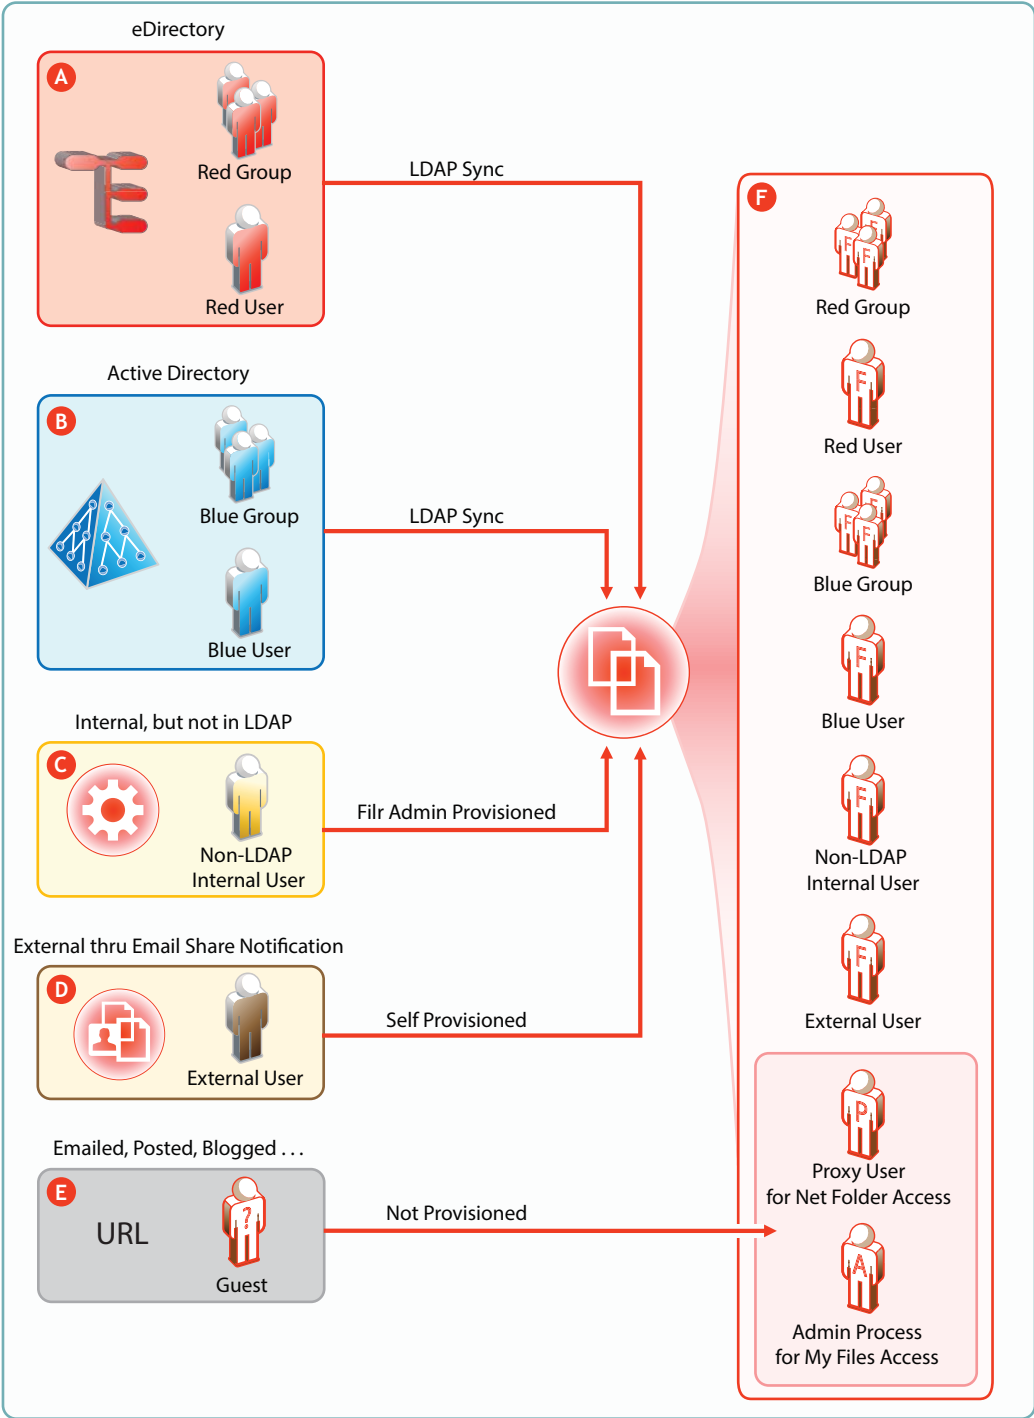 eDirectory
A
Red Group
Red User
LDAP Sync
Active Directory
B
Blue Group
Blue User
LDAP Sync
Internal, but not in LDAP
C
Non-LDAP
Internal User
Filr Admin Provisioned
External thru Email Share Notification
D
External User
Self Provisioned
Emailed, Posted, Blogged . . .
E
URL
?
Guest
Not Provisioned
F
F
F
F
Red Group
F
Red User
F
F
F
Blue Group
F
Blue User
F
Non-LDAP
Internal User
F
External User
P
Proxy User
for Net Folder Access
A
Admin Process
for My Files Access